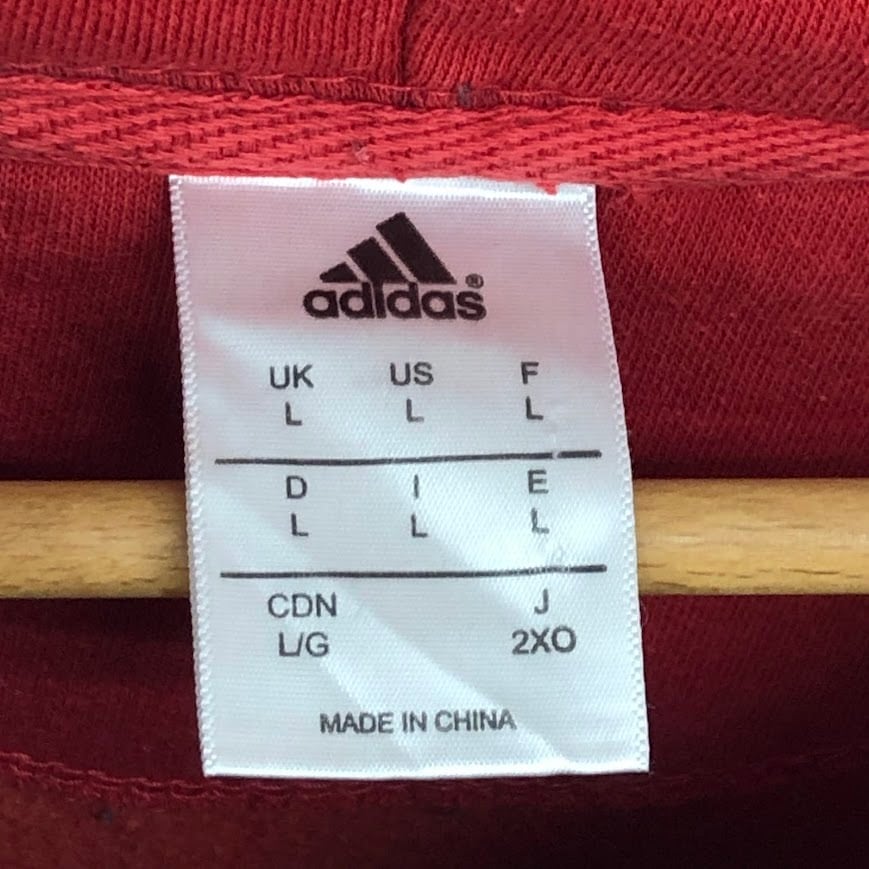 adidas®
UK US F
L L L
D I E
L L L
CDN J
L/G 2XO
MADE IN CHINA